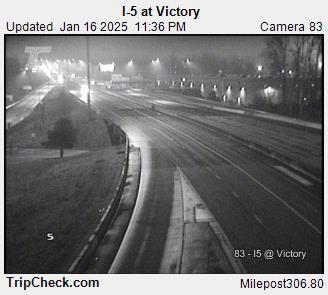 I-5 at Victory
Updated  Jan 16 2025  11:36 PM Camera 83
S
83 - I5 @ Victory
TripCheck.com Milepost306.80